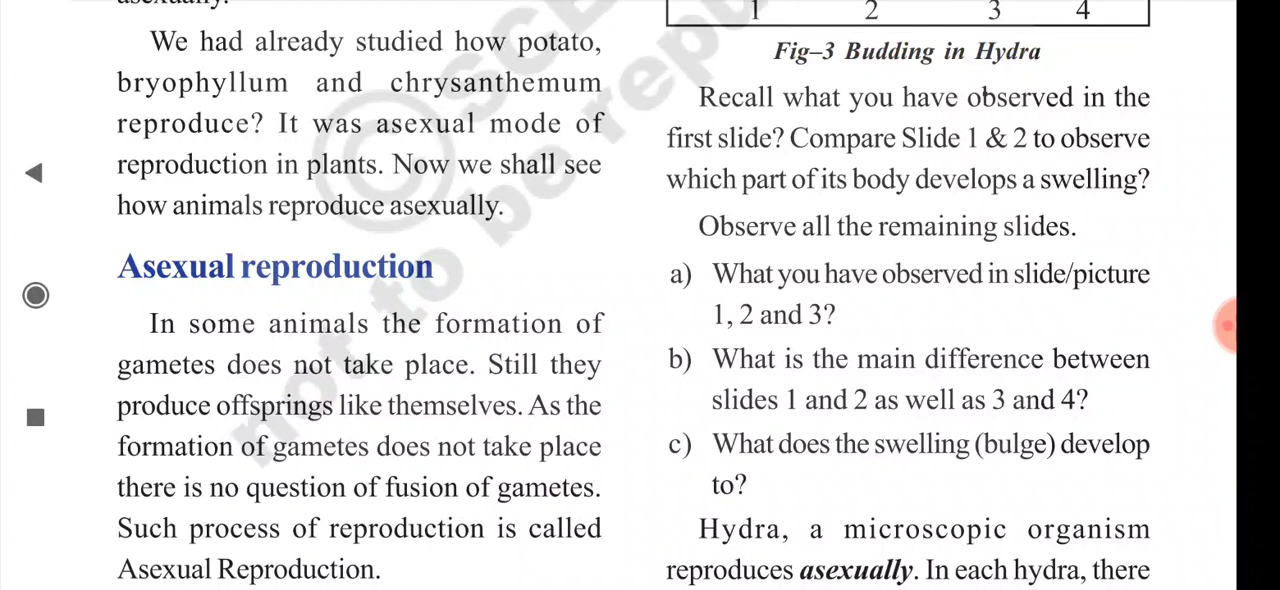 We had already studied how potato,
bryophyllum and chrysanthemum
reproduce? It was asexual mode of
reproduction in plants. Now we shall see
how animals reproduce asexually.
Asexual reproduction
In some animals the formation of
gametes does not take place. Still they
produce offsprings like themselves. As the
formation of gametes does not take place
there is no question of fusion of gametes.
Such process of reproduction is called
Asexual Reproduction.
1 2 3 4
Fig–3 Budding in Hydra
Recall what you have observed in the
first slide? Compare Slide 1 & 2 to observe
which part of its body develops a swelling?
Observe all the remaining slides.
a) What you have observed in slide/picture
1, 2 and 3?
b) What is the main difference between
slides 1 and 2 as well as 3 and 4?
c) What does the swelling (bulge) develop
to?
Hydra, a microscopic organism
reproduces asexually. In each hydra, there
not to be